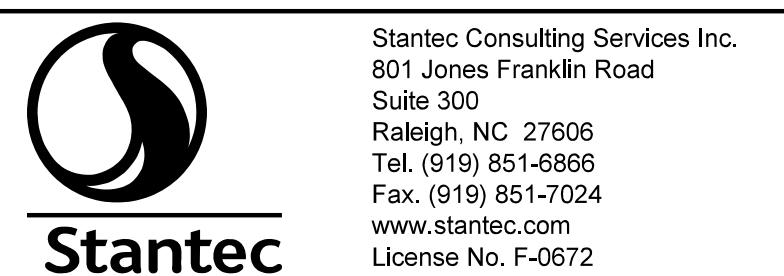 Stantec
Stantec Consulting Services Inc.
801 Jones Franklin Road
Suite 300
Raleigh, NC  27606
Tel. (919) 851-6866
Fax. (919) 851-7024
www.stantec.com
License No. F-0672